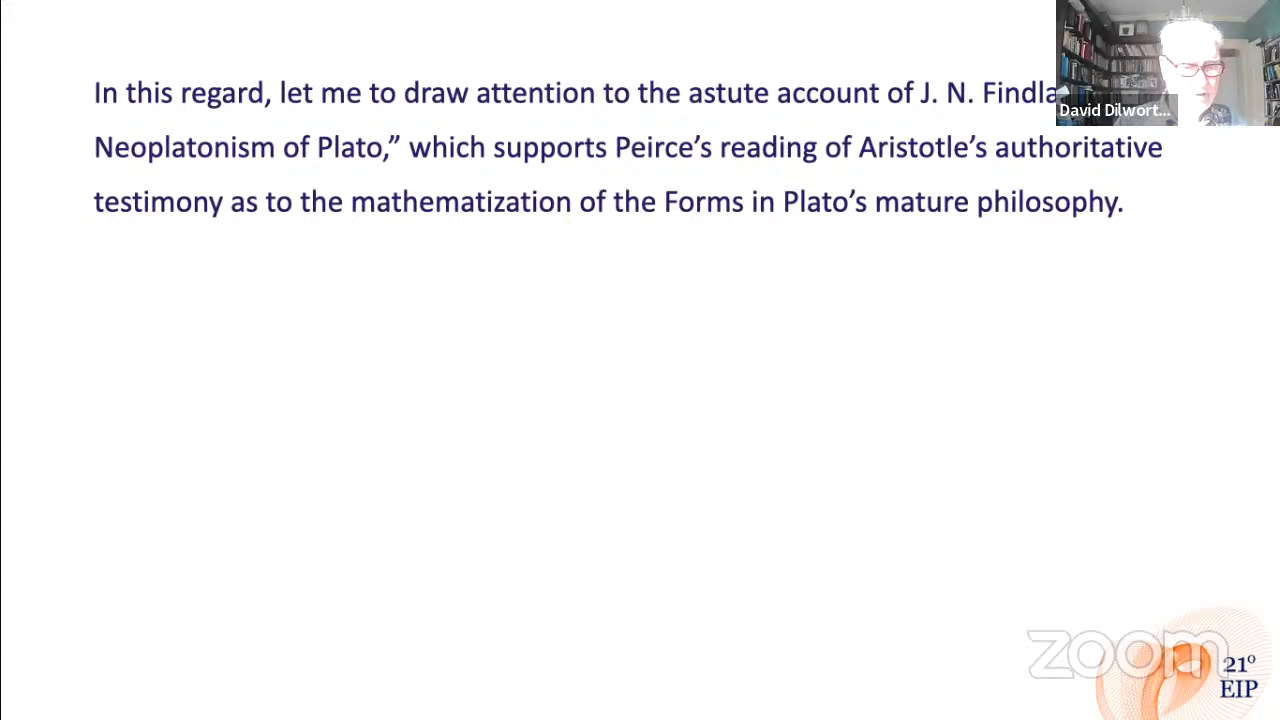 In this regard, let me to draw attention to the astute account of J. N. Findla
David Dilwort...
Neoplatonism of Plato,” which supports Peirce’s reading of Aristotle’s authoritative
testimony as to the mathematization of the Forms in Plato’s mature philosophy.
zoom
21º
EIP